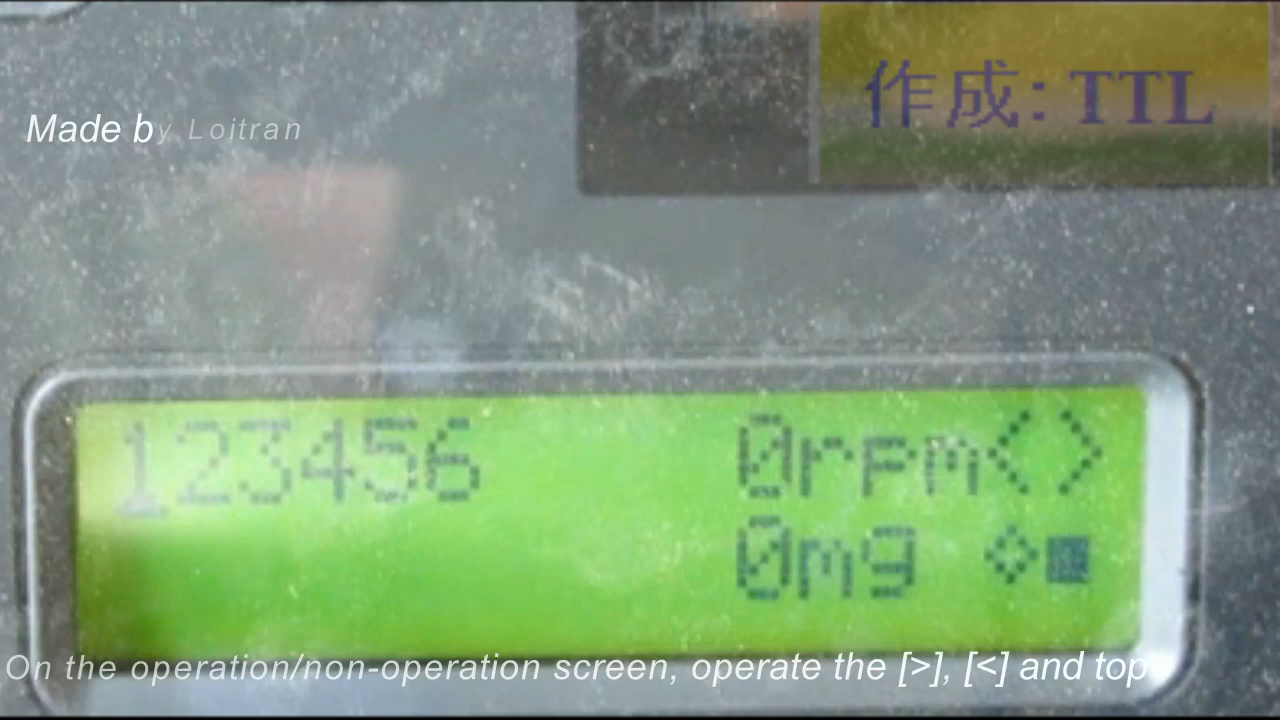 作成: TTL
Made by Loitran
123456 0rpm<>
0mg ◇■
On the operation/non-operation screen, operate the [>], [<] and top